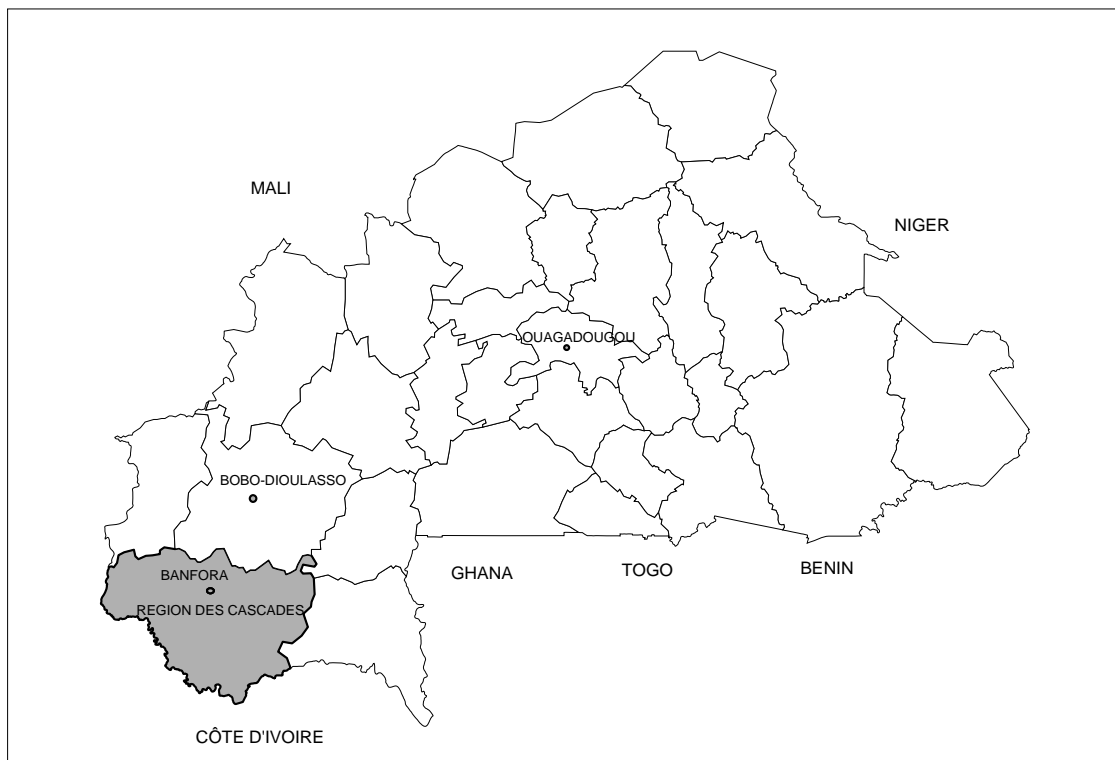 MALI
NIGER
OUAGADOUGOU
BOBO-DIOULASSO
GHANA
TOGO
BENIN
BANFORA
REGION DES CASCADES
CÔTE D'IVOIRE